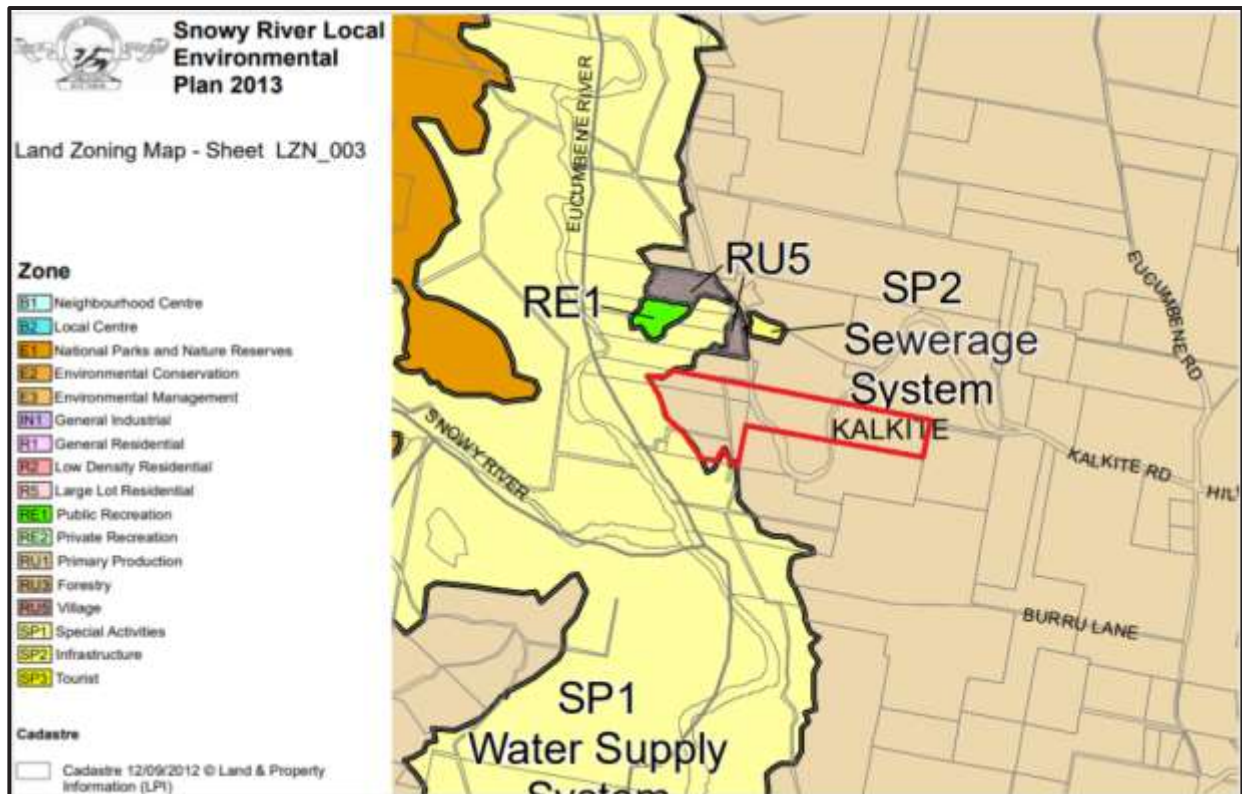 Snowy River Local
Environmental
Plan 2013
Land Zoning Map - Sheet LZN_003
Zone
B1 Neighbourhood Centre
B2 Local Centre
E1 National Parks and Nature Reserves
E2 Environmental Conservation
E3 Environmental Management
IN1 General Industrial
R1 General Residential
R2 Low Density Residential
R5 Large Lot Residential
RE1 Public Recreation
RE2 Private Recreation
RU1 Primary Production
RU3 Forestry
RU5 Village
SP1 Special Activities
SP2 Infrastructure
SP3 Tourist
Cadastre
Cadastre 12/09/2012 © Land & Property
Information (LPI)
EUCUMBENE RIVER
RU5
RE1
SP2
Sewerage
System
EUCUMBENE RD
KALKITE
SNOWY RIVER
KALKITE RD
BURRU LANE
SP1
Water Supply
System